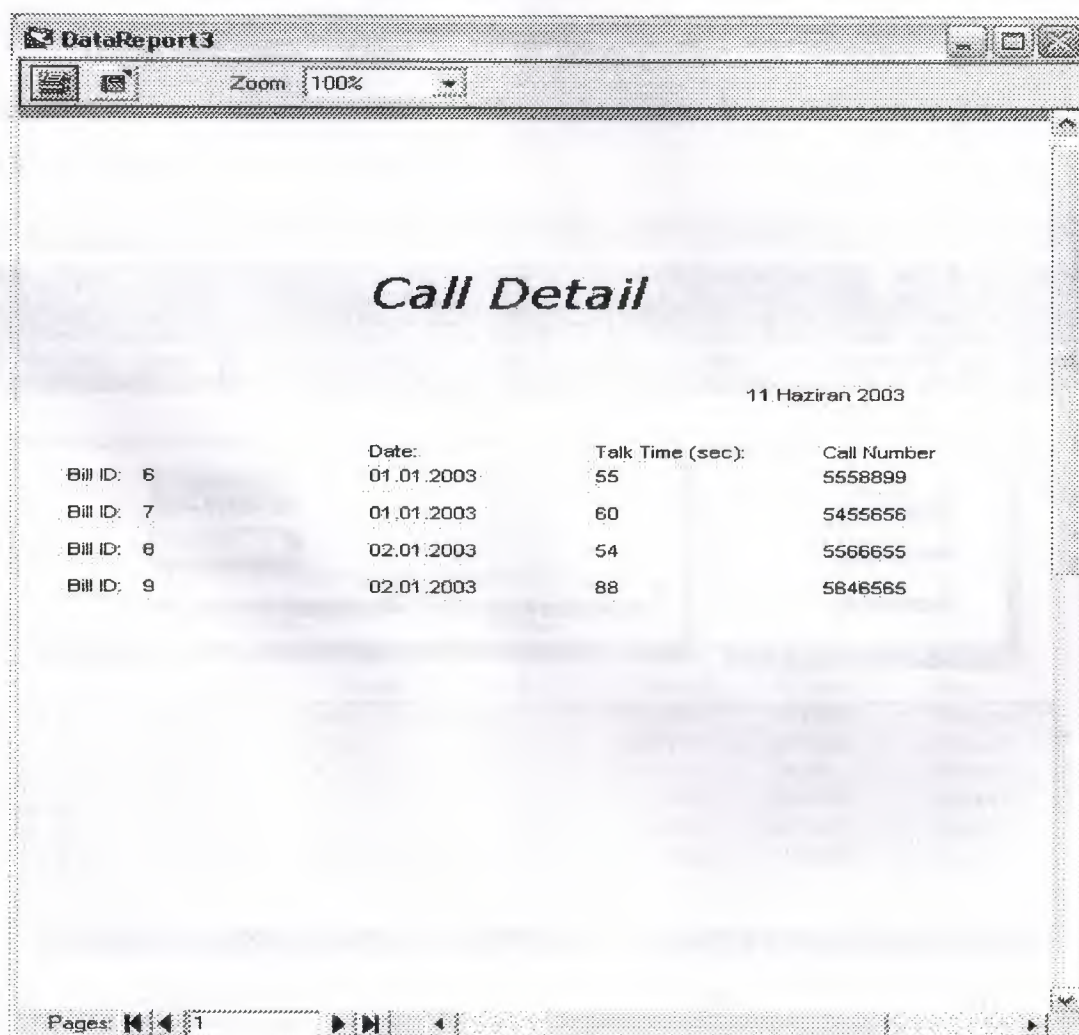 DataReport3
Zoom 100%
Call Detail
11 Haziran 2003
Date: Talk Time (sec): Call Number
Bill ID: 6 01.01.2003 55 5558899
Bill ID: 7 01.01.2003 60 5455656
Bill ID: 8 02.01.2003 54 5566655
Bill ID: 9 02.01.2003 88 5646565
Pages: 1